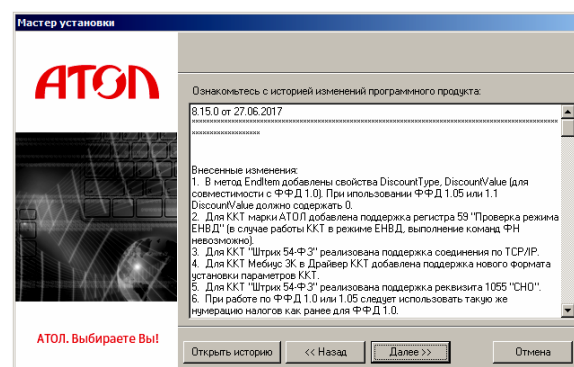 Мастер установки
АТОЛ
Ознакомьтесь с историей изменений программного продукта:
8.15.0 от 27.06.2017
Внесенные изменения:
1. В метод EndItem добавлены свойства DiscountType, DiscountValue (для
совместимости с ФФД 1.0). При ипользовании ФФД 1.05 или 1.1
DiscountValue должно содержать 0.
2. Для ККТ марки АТОЛ добавлена поддержка регистра 59 "Проверка режима
ЕНВД" (в случае работы ККТ в режиме ЕНВД, выполнение команд ФН
невозможно).
3. Для ККТ "Штрих 54-ФЗ" реализована поддержка соединения по TCP/IP.
4. Для ККТ Мебиус 3К в Драйвер ККТ добавлена поддержка нового формата
установки параметров ККТ.
5. Для ККТ "Штрих 54-ФЗ" реализована поддержка реквизита 1055 "СНО".
6. При работе по ФФД 1.0 или 1.05 следует использовать такую же
нумерацию налогов как ранее для ФФД 1.0.
АТОЛ. Выбираете Вы!
Открыть историю
<< Назад
Далее >>
Отмена